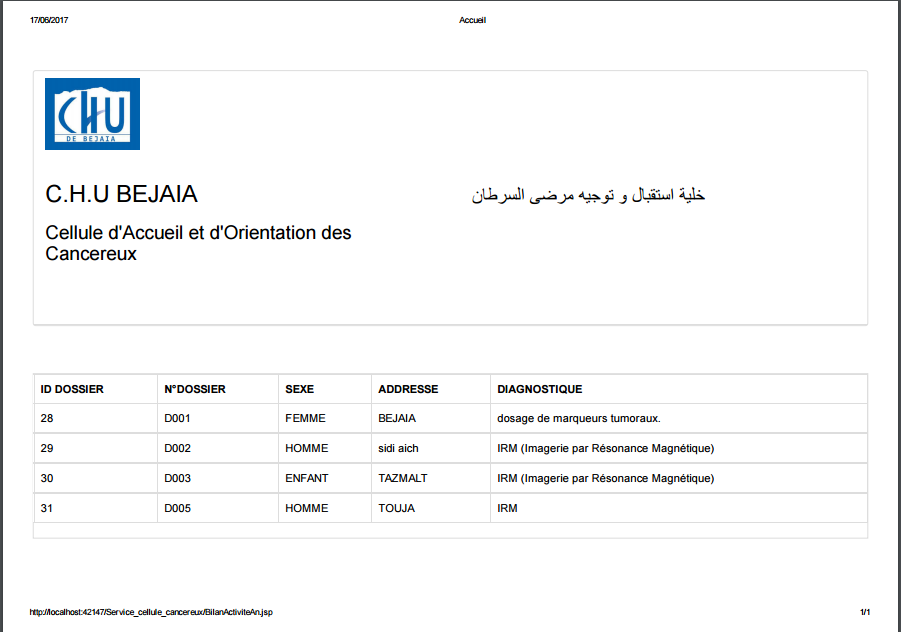 17/06/2017 Accueil
CHU
DE BEJAIA
C.H.U BEJAIA
خلية استقبال و توجيه مرضى السرطان
Cellule d'Accueil et d'Orientation des
Cancereux
ID DOSSIER N°DOSSIER SEXE ADDRESSE DIAGNOSTIQUE
28 D001 FEMME BEJAIA dosage de marqueurs tumoraux.
29 D002 HOMME sidi aich IRM (Imagerie par Résonance Magnétique)
30 D003 ENFANT TAZMALT IRM (Imagerie par Résonance Magnétique)
31 D005 HOMME TOUJA IRM
http://localhost:42147/Service_cellule_cancereux/BilanActiviteAn.jsp 1/1